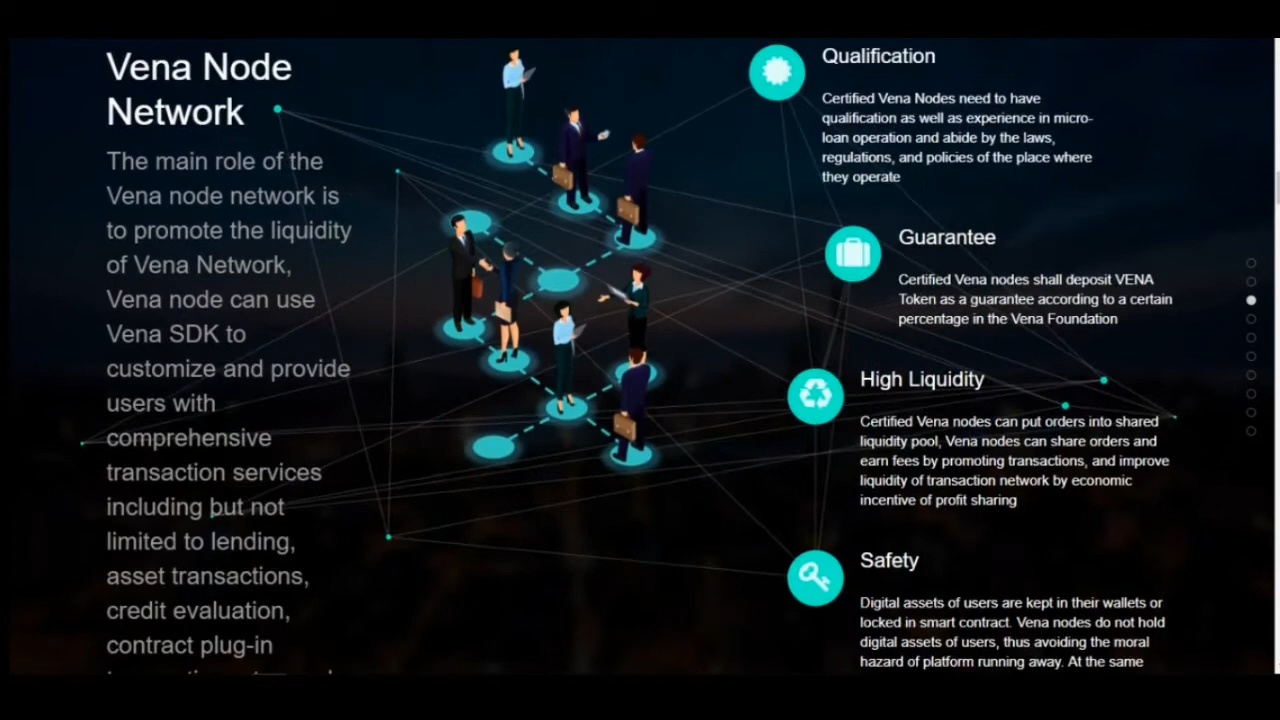 Vena Node
Network
The main role of the
Vena node network is
to promote the liquidity
of Vena Network,
Vena node can use
Vena SDK to
customize and provide
users with
comprehensive
transaction services
including but not
limited to lending,
asset transactions,
credit evaluation,
contract plug-in
Qualification
Certified Vena Nodes need to have
qualification as well as experience in micro-
loan operation and abide by the laws,
regulations, and policies of the place where
they operate
Guarantee
Certified Vena nodes shall deposit VENA
Token as a guarantee according to a certain
percentage in the Vena Foundation
High Liquidity
Certified Vena nodes can put orders into shared
liquidity pool, Vena nodes can share orders and
earn fees by promoting transactions, and improve
liquidity of transaction network by economic
incentive of profit sharing
Safety
Digital assets of users are kept in their wallets or
locked in smart contract. Vena nodes do not hold
digital assets of users, thus avoiding the moral
hazard of platform running away. At the same